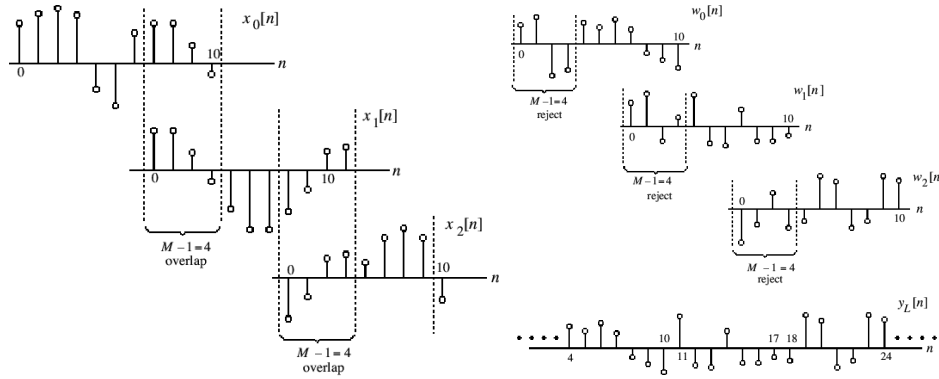 x₀[n]
0
10
n
x₁[n]
0
10
n
M – 1 = 4
overlap
x₂[n]
0
10
n
M – 1 = 4
overlap
w₀[n]
0
10
n
M – 1 = 4
reject
w₁[n]
0
10
n
M – 1 = 4
reject
w₂[n]
0
10
n
M – 1 = 4
reject
y_L[n]
4
10
11
17
18
24
n